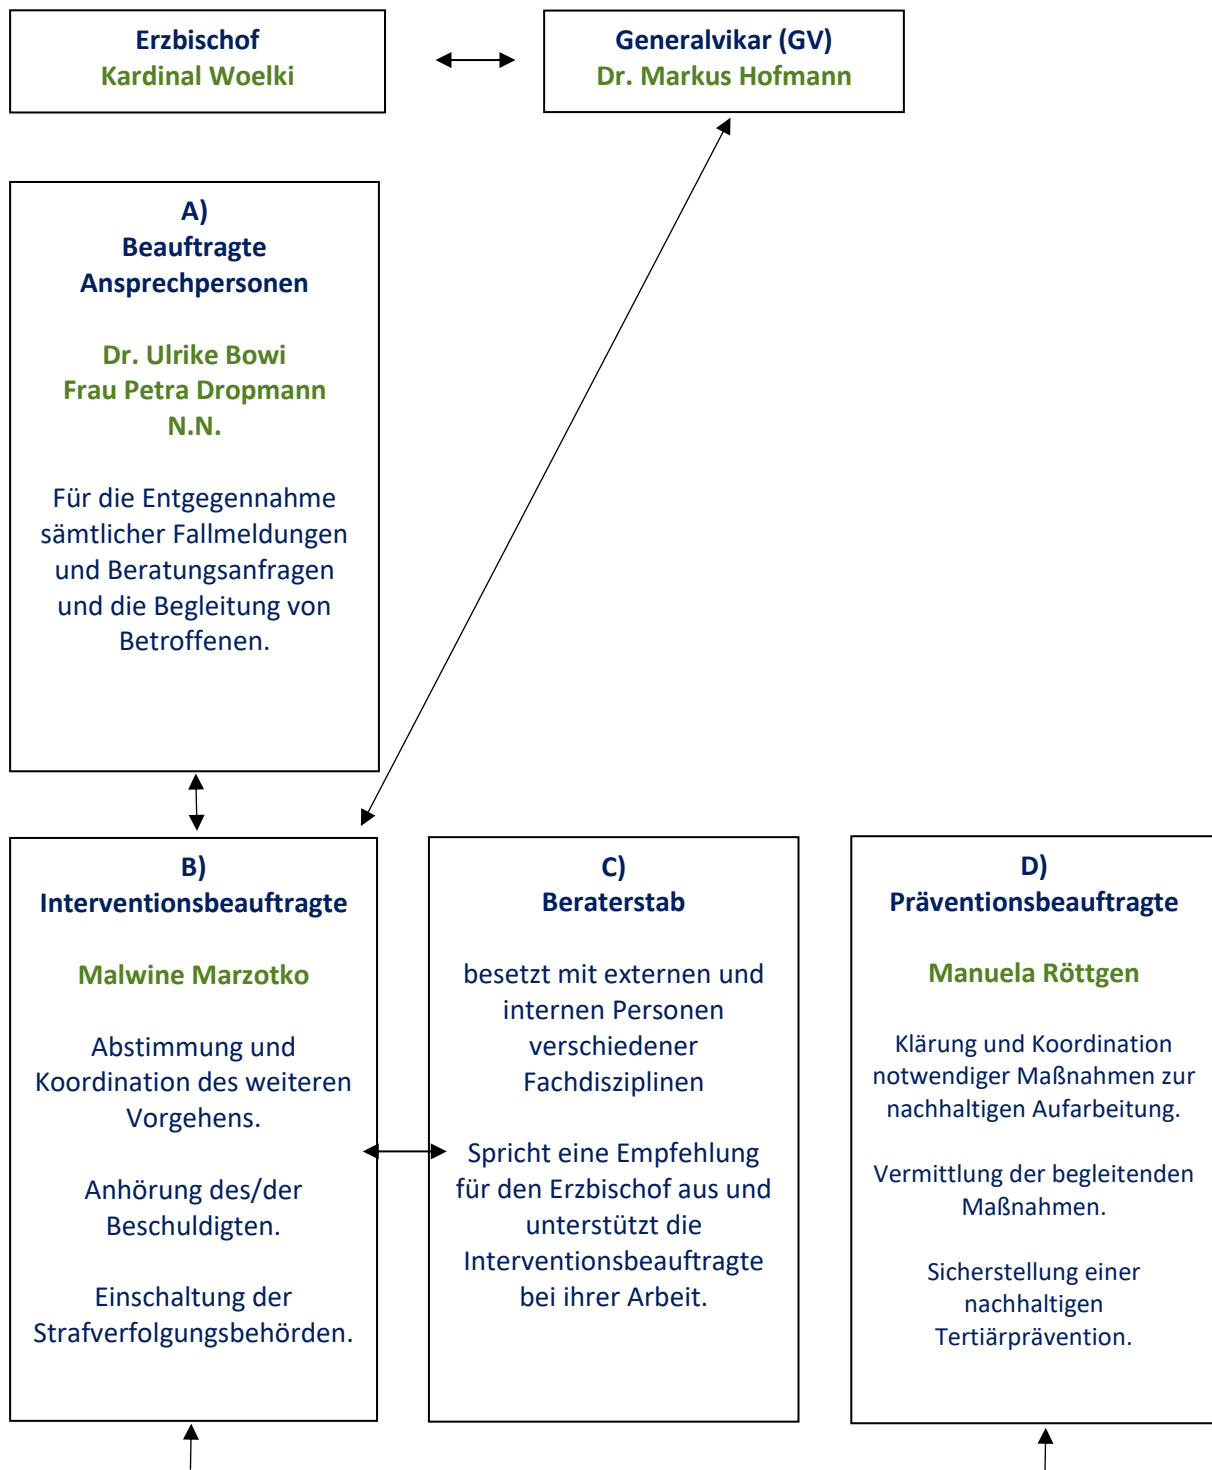 Erzbischof
Kardinal Woelki
Generalvikar (GV)
Dr. Markus Hofmann
A)
Beauftragte
Ansprechpersonen
Dr. Ulrike Bowi
Frau Petra Dropmann
N.N.
Für die Entgegennahme
sämtlicher Fallmeldungen
und Beratungsanfragen
und die Begleitung von
Betroffenen.
B)
Interventionsbeauftragte
Malwine Marzotko
Abstimmung und
Koordination des weiteren
Vorgehens.
Anhörung des/der
Beschuldigten.
Einschaltung der
Strafverfolgungsbehörden.
C)
Beraterstab
besetzt mit externen und
internen Personen
verschiedener
Fachdisziplinen
Spricht eine Empfehlung
für den Erzbischof aus und
unterstützt die
Interventionsbeauftragte
bei ihrer Arbeit.
D)
Präventionsbeauftragte
Manuela Röttgen
Klärung und Koordination
notwendiger Maßnahmen zur
nachhaltigen Aufarbeitung.
Vermittlung der begleitenden
Maßnahmen.
Sicherstellung einer
nachhaltigen
Tertiärprävention.